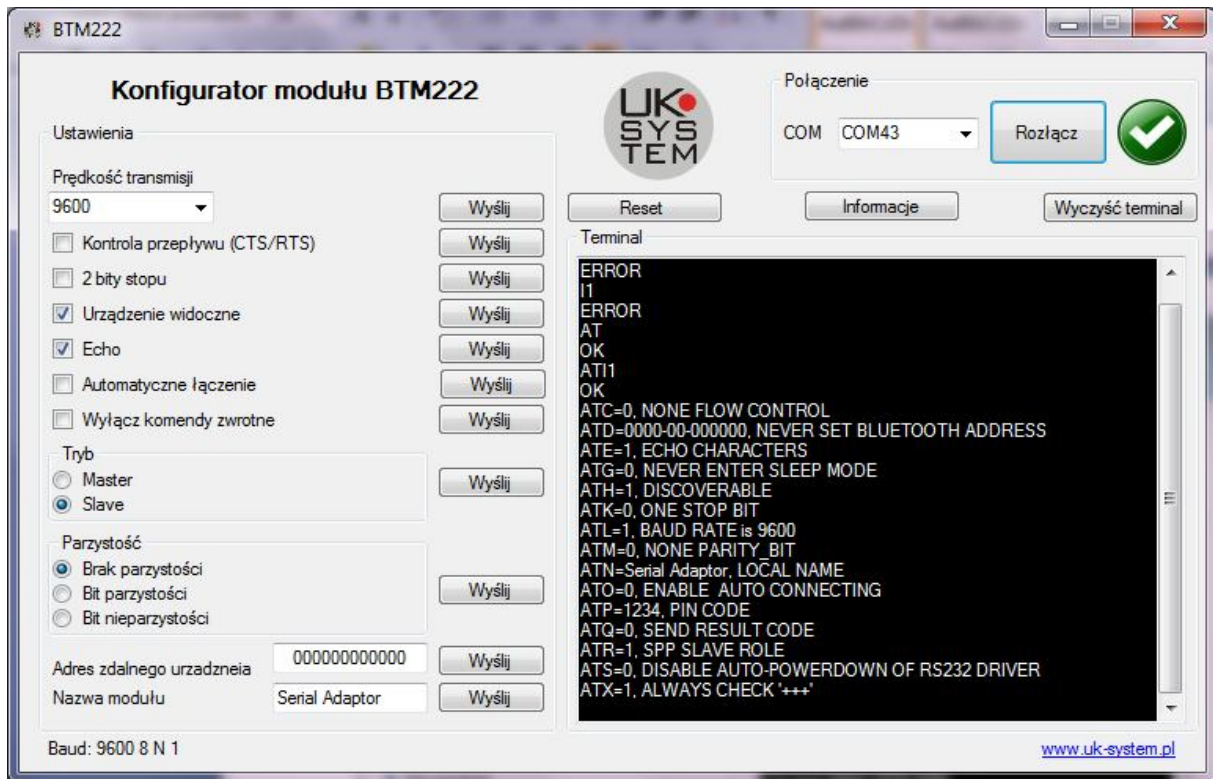 BTM222
Konfigurator modułu BTM222
Ustawienia
Prędkość transmisji
9600
Wyślij
Kontrola przepływu (CTS/RTS)
Wyślij
2 bity stopu
Wyślij
Urządzenie widoczne
Wyślij
Echo
Wyślij
Automatyczne łączenie
Wyślij
Wyłącz komendy zwrotne
Wyślij
Tryb
Master
Slave
Wyślij
Parzystość
Brak parzystości
Bit parzystości
Bit nieparzystości
Wyślij
Adres zdalnego urzadzneia
000000000000
Wyślij
Nazwa modułu
Serial Adaptor
Wyślij
Baud: 9600 8 N 1
UK
SYS
TEM
Połączenie
COM
COM43
Rozłącz
Reset
Informacje
Wyczyść terminal
Terminal
ERROR
I1
ERROR
AT
OK
ATI1
OK
ATC=0, NONE FLOW CONTROL
ATD=0000-00-000000, NEVER SET BLUETOOTH ADDRESS
ATE=1, ECHO CHARACTERS
ATG=0, NEVER ENTER SLEEP MODE
ATH=1, DISCOVERABLE
ATK=0, ONE STOP BIT
ATL=1, BAUD RATE is 9600
ATM=0, NONE PARITY_BIT
ATN=Serial Adaptor, LOCAL NAME
ATO=0, ENABLE  AUTO CONNECTING
ATP=1234, PIN CODE
ATQ=0, SEND RESULT CODE
ATR=1, SPP SLAVE ROLE
ATS=0, DISABLE AUTO-POWERDOWN OF RS232 DRIVER
ATX=1, ALWAYS CHECK '+++'
www.uk-system.pl